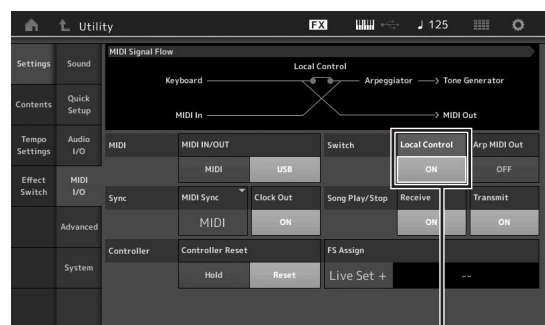 Utility FX ♩ 125
Settings
Contents
Tempo
Settings
Effect
Switch
Sound
Quick
Setup
Audio
I/O
MIDI
I/O
Advanced
System
MIDI Signal Flow
Local Control
Keyboard Arpeggiator Tone Generator
MIDI In MIDI Out
MIDI MIDI IN/OUT Switch Local Control Arp MIDI Out
MIDI USB ON OFF
Sync MIDI Sync Clock Out Song Play/Stop Receive Transmit
MIDI ON ON ON
Controller Controller Reset FS Assign
Hold Reset Live Set + --